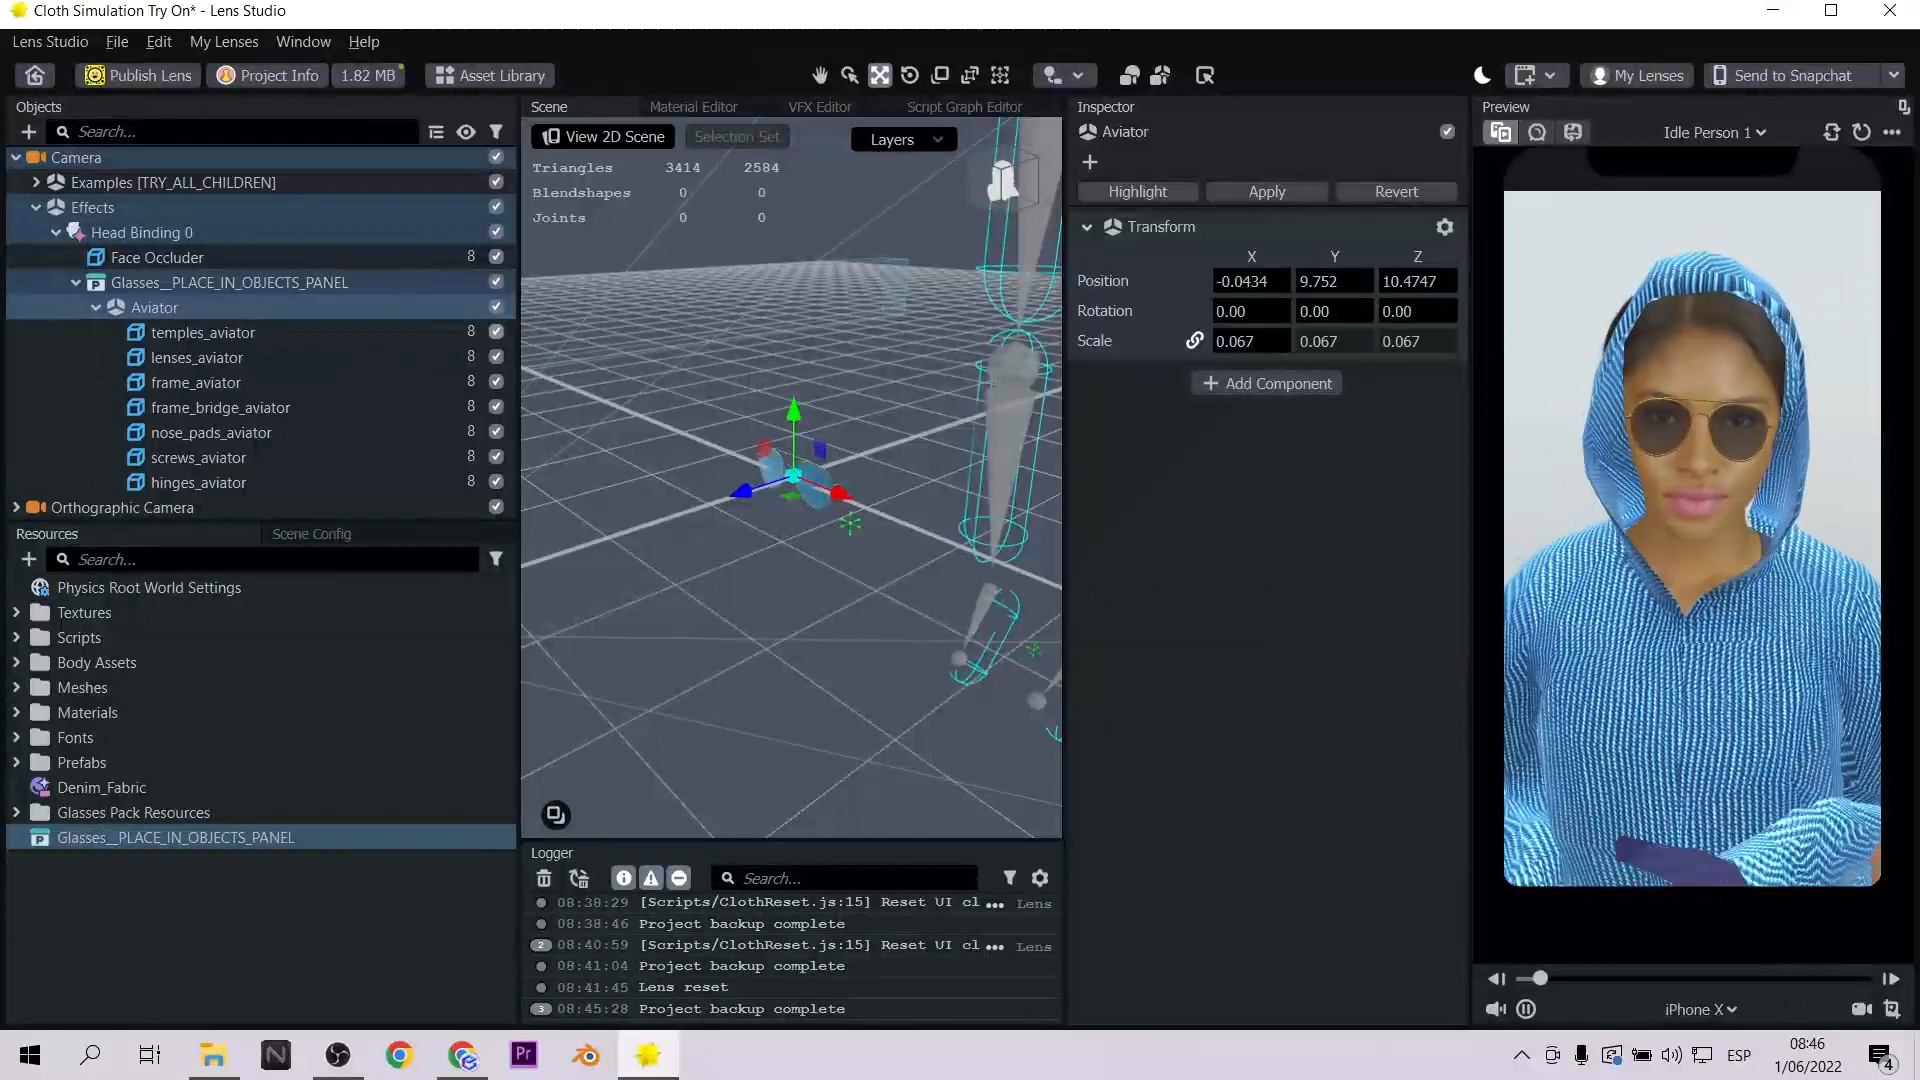 Cloth Simulation Try On* - Lens Studio
Lens Studio File Edit My Lenses Window Help
Publish Lens Project Info 1.82 MB Asset Library My Lenses Send to Snapchat
Objects
Search...
Camera
Examples [TRY_ALL_CHILDREN]
Effects
Head Binding 0
Face Occluder 8
Glasses__PLACE_IN_OBJECTS_PANEL
Aviator
temples_aviator 8
lenses_aviator 8
frame_aviator 8
frame_bridge_aviator 8
nose_pads_aviator 8
screws_aviator 8
hinges_aviator 8
Orthographic Camera
Resources Scene Config
Search...
Physics Root World Settings
Textures
Scripts
Body Assets
Meshes
Materials
Fonts
Prefabs
Denim_Fabric
Glasses Pack Resources
Glasses__PLACE_IN_OBJECTS_PANEL
Scene Material Editor VFX Editor Script Graph Editor
View 2D Scene Selection Set Layers
Triangles 3414 2584
Blendshapes 0 0
Joints 0 0
Logger
Search...
08:38:29 [Scripts/ClothReset.js:15] Reset UI cl ... Lens
08:38:46 Project backup complete
2 08:40:59 [Scripts/ClothReset.js:15] Reset UI cl ... Lens
08:41:04 Project backup complete
08:41:45 Lens reset
3 08:45:28 Project backup complete
Inspector
Aviator
Highlight Apply Revert
Transform
X Y Z
Position -0.0434 9.752 10.4747
Rotation 0.00 0.00 0.00
Scale 0.067 0.067 0.067
+ Add Component
Preview
Idle Person 1
iPhone X
N Pr ESP
08:46
1/06/2022
4